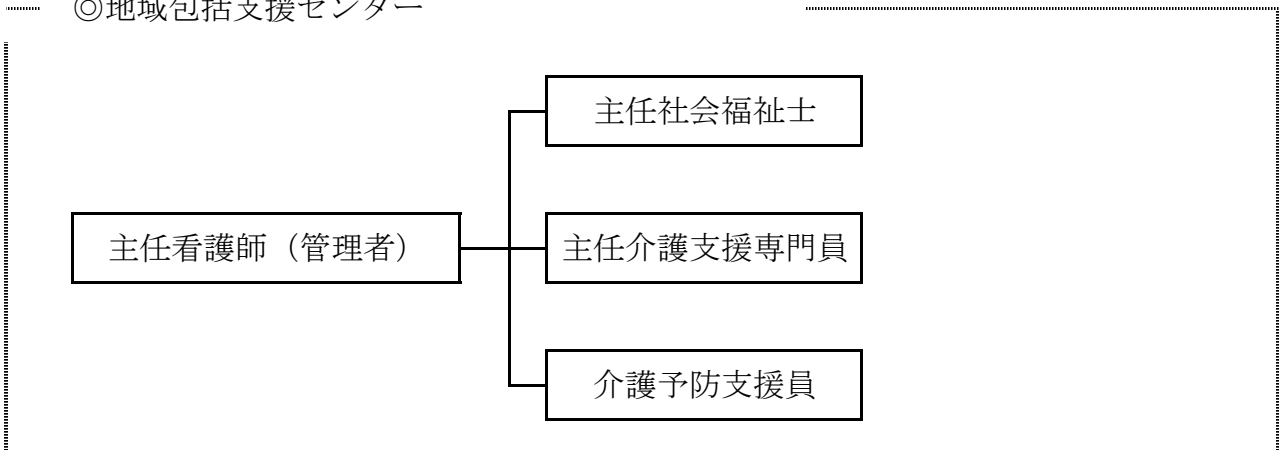 ◎地域包括支援センター
主任社会福祉士
主任看護師（管理者）
主任介護支援専門員
介護予防支援員